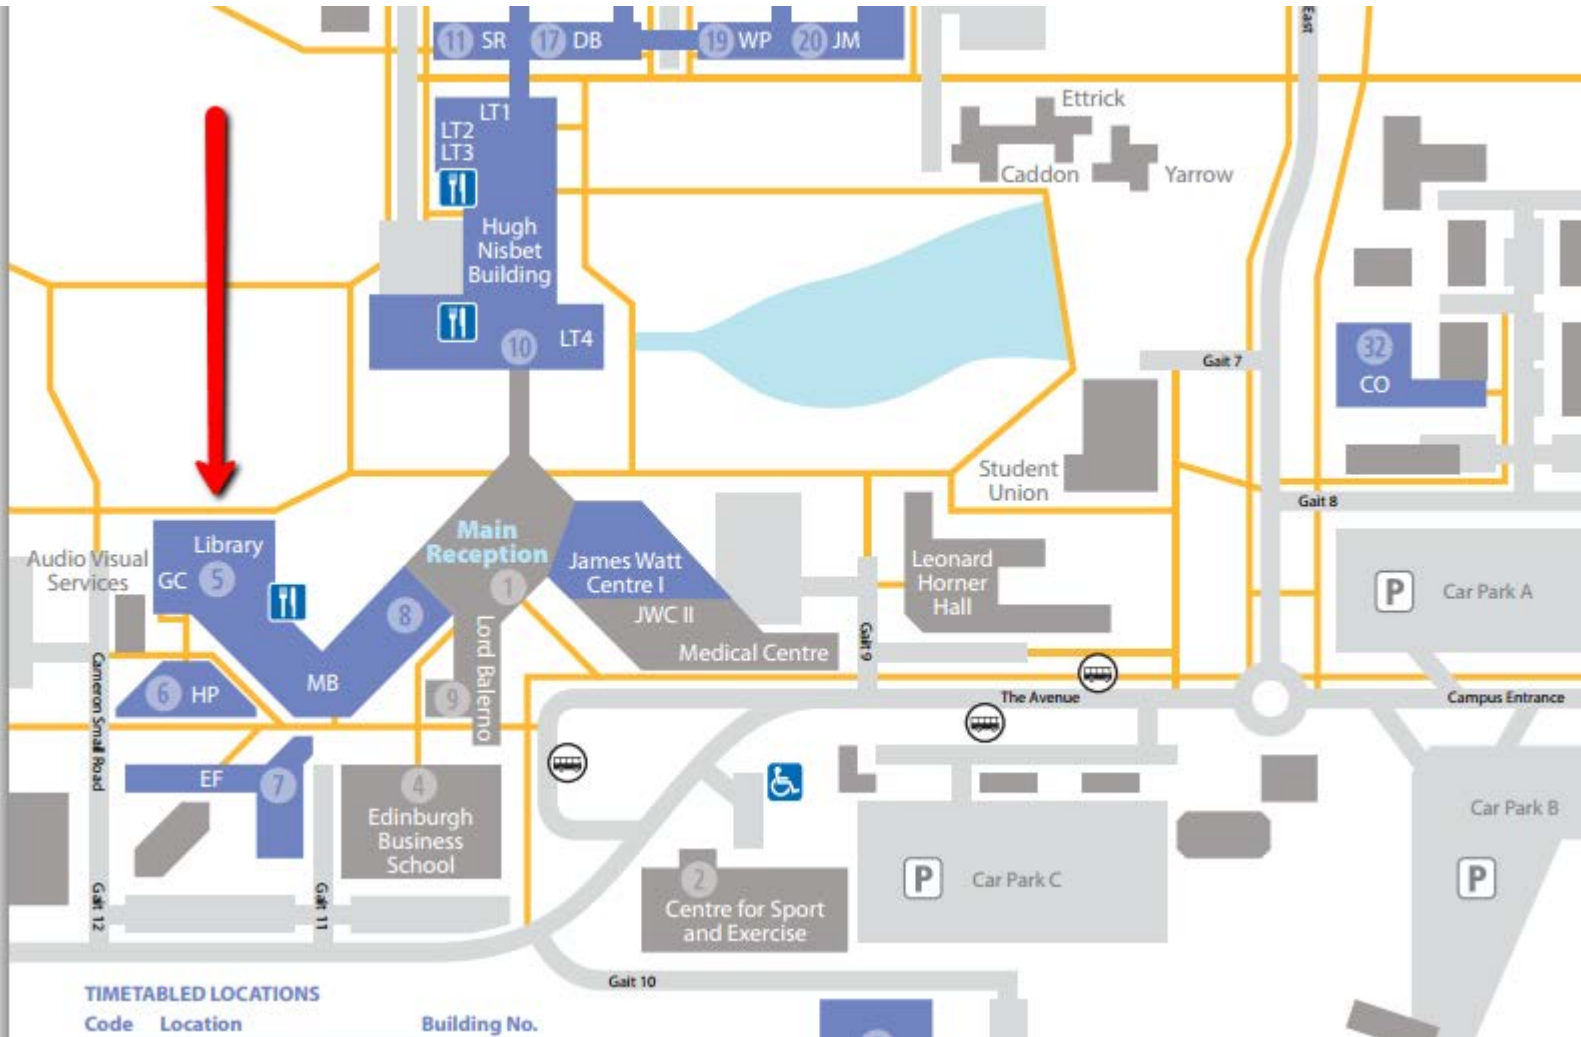 11 SR
17 DB
19 WP
20 JM
East
LT1
LT2
LT3
Ettrick
Caddon
Yarrow
Hugh
Nisbet
Building
10
LT4
Gait 7
32
CO
Student
Union
Gait 8
Main
Reception
1
Library
GC
5
Audio Visual
Services
8
James Watt
Centre I
JWC II
Medical Centre
Leonard
Horner
Hall
P
Car Park A
Gait 9
Lord Balerno
MB
6 HP
9
Cameron Small Road
The Avenue
Campus Entrance
EF
7
4
Edinburgh
Business
School
Car Park B
P
P
Car Park C
2
Centre for Sport
and Exercise
Gait 12
Gait 11
Gait 10
TIMETABLED LOCATIONS
Code Location Building No.